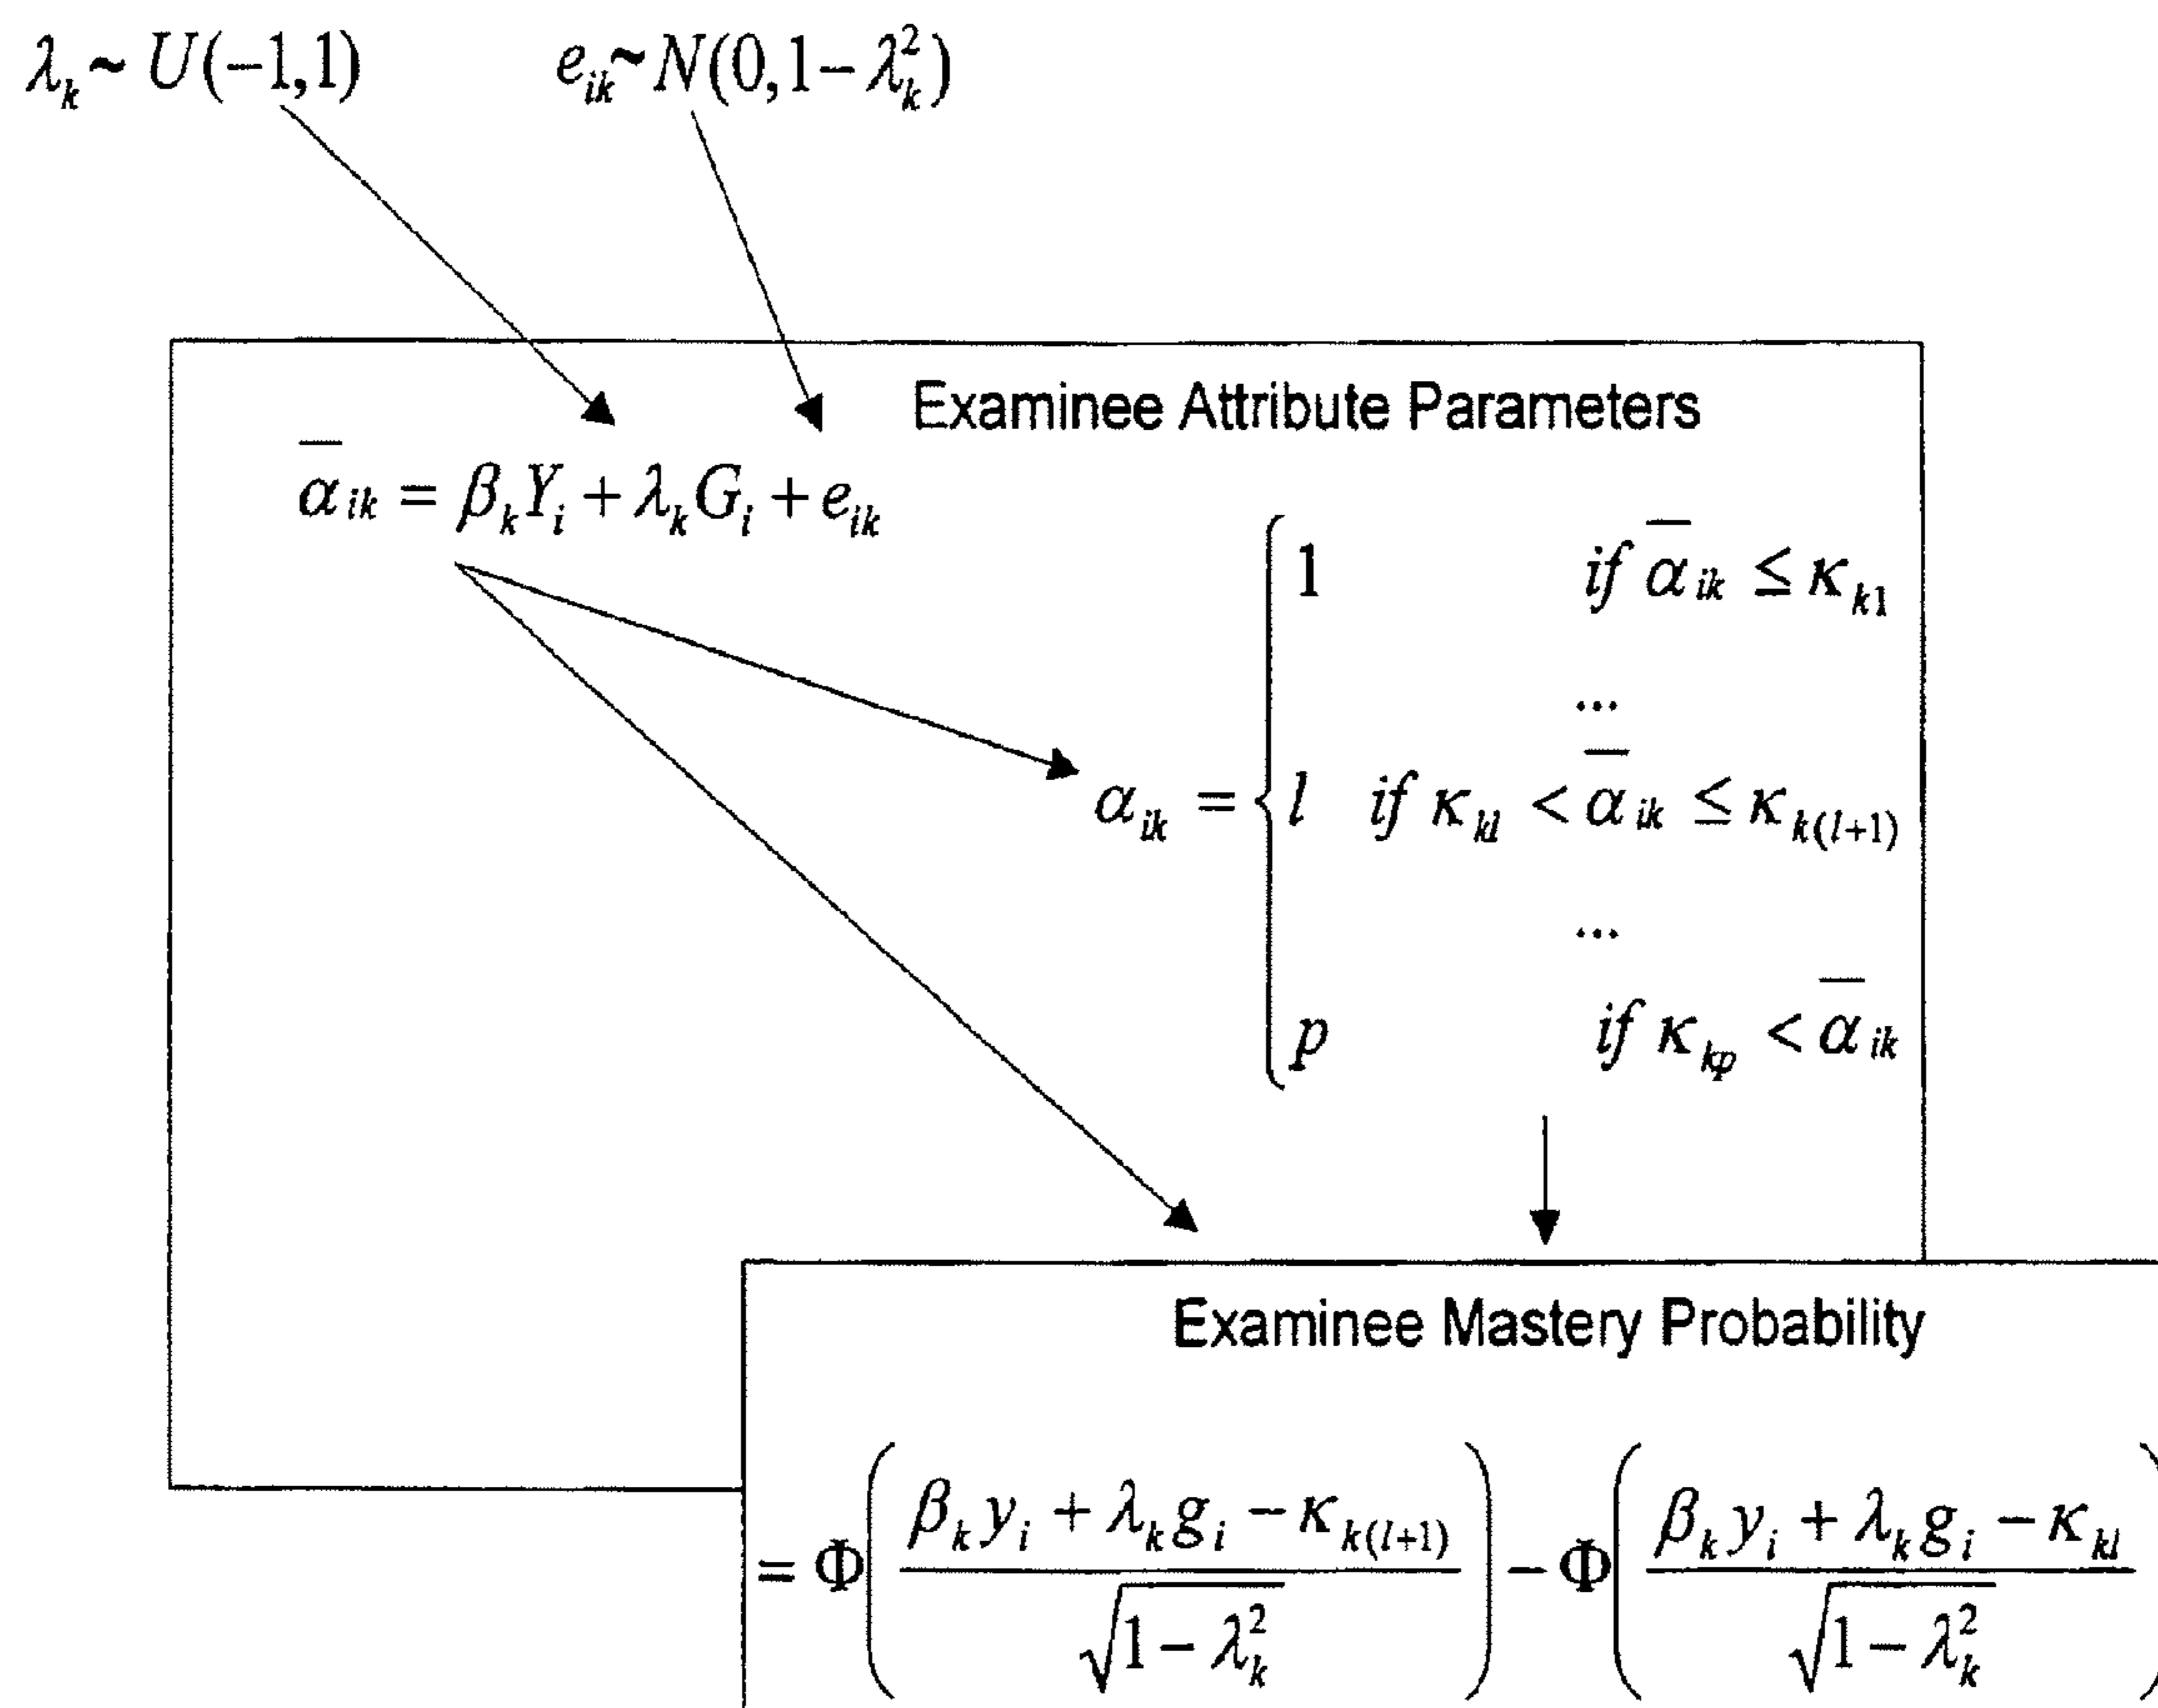 λ_k ~ U(−1,1)
e_ik ~ N(0,1−λ_k^2)
Examinee Attribute Parameters
ᾱ_ik = β_k Y_i + λ_k G_i + e_ik
α_ik = {
1 if ᾱ_ik ≤ κ_k1
...
l if κ_kl < ᾱ_ik ≤ κ_k(l+1)
...
p if κ_kp < ᾱ_ik
Examinee Mastery Probability
= Φ( (β_k y_i + λ_k g_i − κ_k(l+1)) / √(1−λ_k^2) ) − Φ( (β_k y_i + λ_k g_i − κ_kl) / √(1−λ_k^2) )